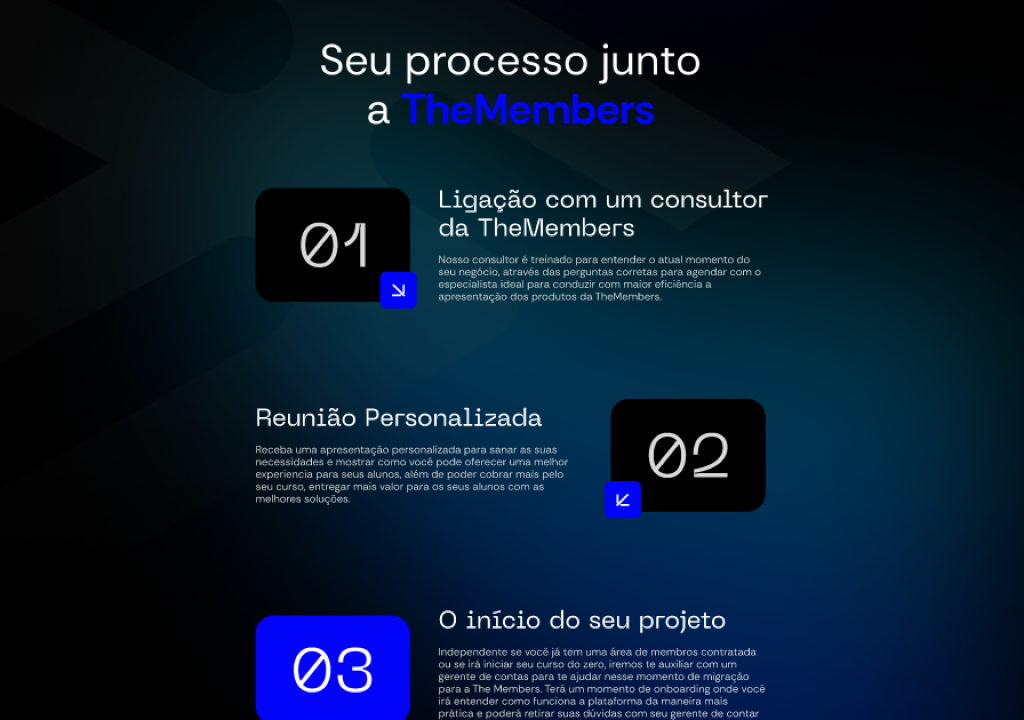 Seu processo junto
a TheMembers
01
Ligação com um consultor
da TheMembers
Nosso consultor é treinado para entender o atual momento do
seu negócio, através das perguntas corretas para agendar com o
especialista ideal para conduzir com maior eficiência a
apresentação dos produtos da TheMembers.
Reunião Personalizada
Receba uma apresentação personalizada para sanar as suas
necessidades e mostrar como você pode oferecer uma melhor
experiencia para seus alunos, além de poder cobrar mais pelo
seu curso, entregar mais valor para os seus alunos com as
melhores soluções.
02
03
O início do seu projeto
Independente se você já tem uma área de membros contratada
ou se irá iniciar seu curso do zero, iremos te auxiliar com um
gerente de contas para te ajudar nesse momento de migração
para a The Members. Terá um momento de onboarding onde você
irá entender como funciona a plataforma da maneira mais
prática e poderá retirar suas dúvidas com seu gerente de contar